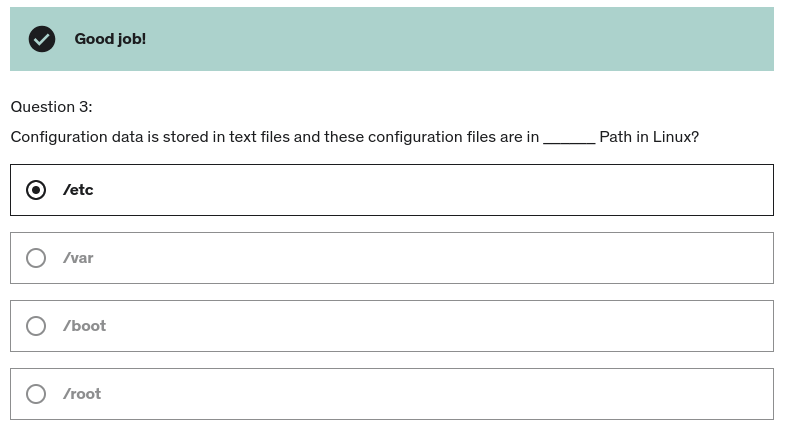 Good job!
Question 3:
Configuration data is stored in text files and these configuration files are in ______ Path in Linux?
/etc
/var
/boot
/root